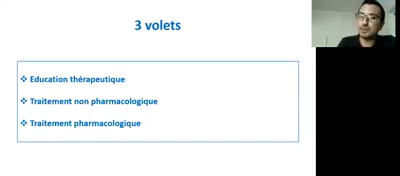 3 volets
❖ Education thérapeutique
❖ Traitement non pharmacologique
❖ Traitement pharmacologique